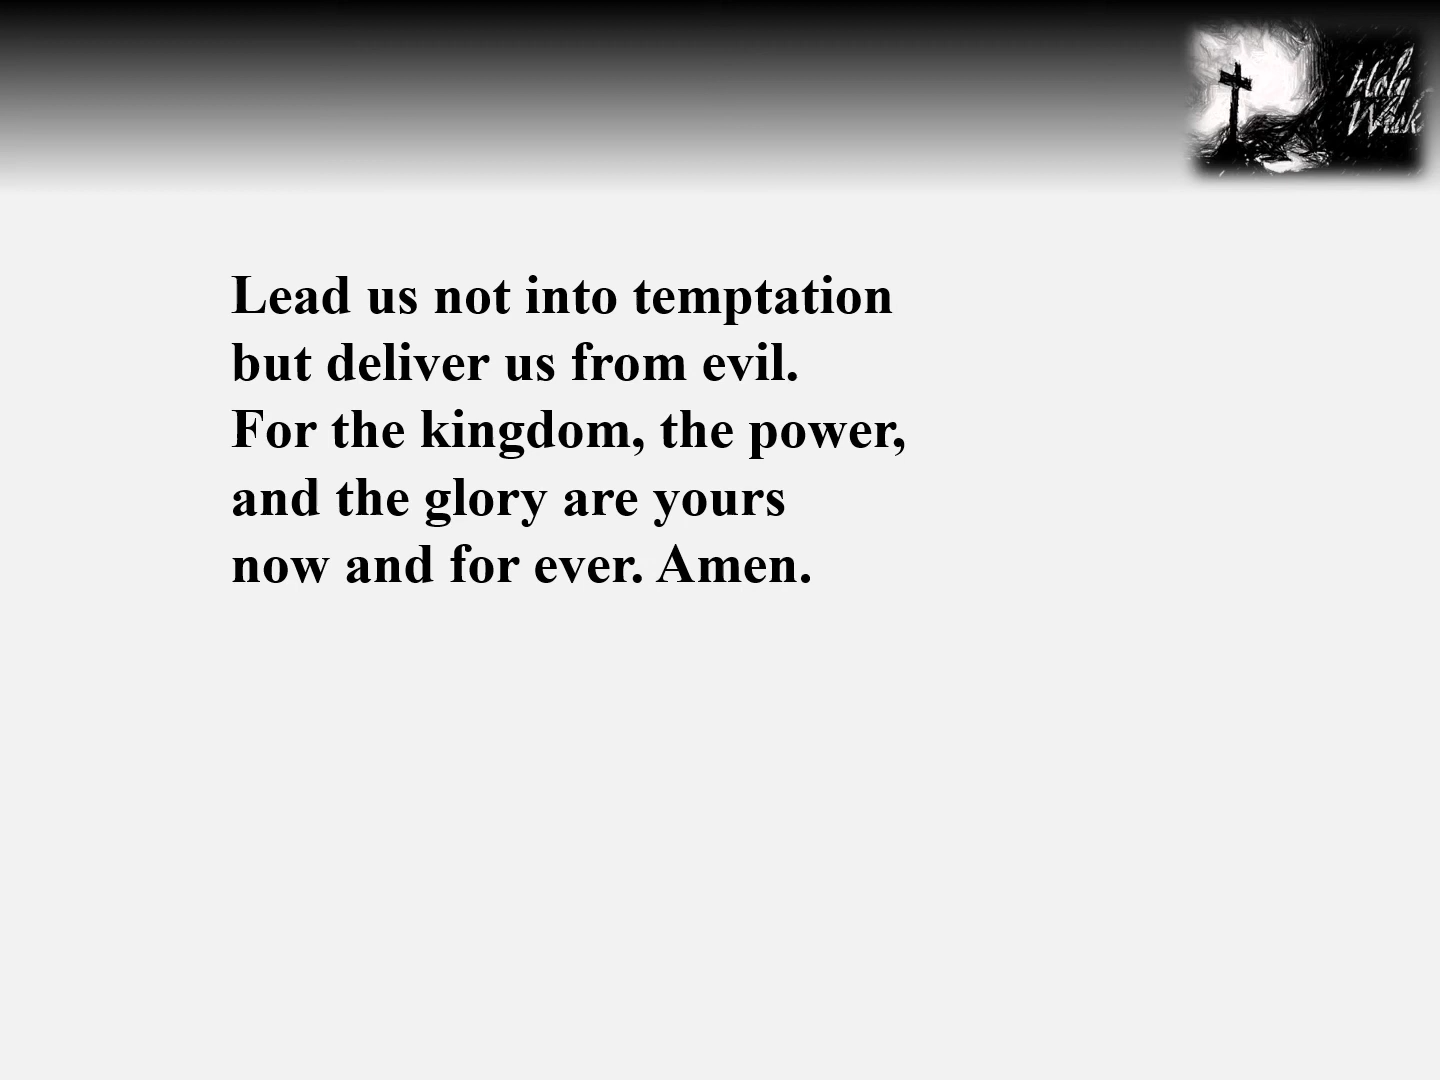 Holy
Week
Lead us not into temptation
but deliver us from evil.
For the kingdom, the power,
and the glory are yours
now and for ever. Amen.